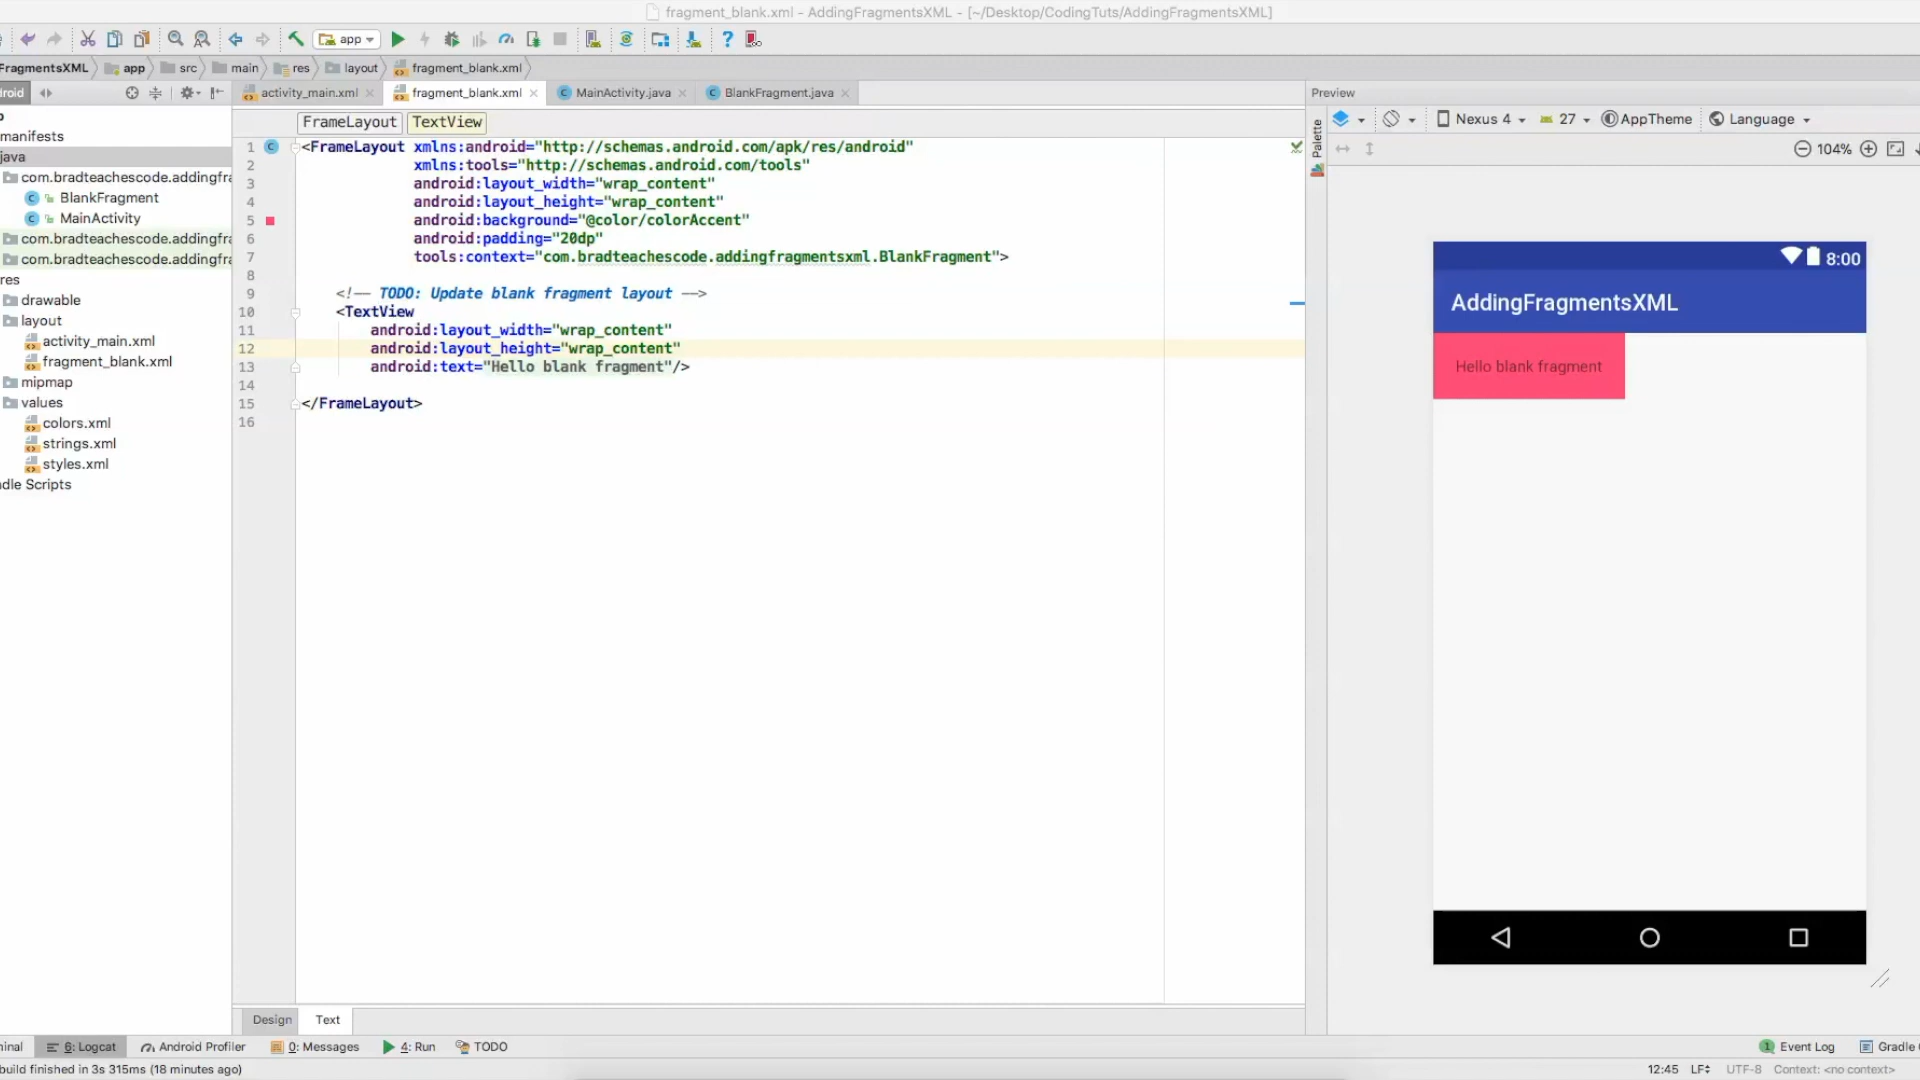 fragment_blank.xml - AddingFragmentsXML - [~/Desktop/CodingTuts/AddingFragmentsXML]
app
FragmentsXML app src main res layout fragment_blank.xml
roid activity_main.xml fragment_blank.xml MainActivity.java BlankFragment.java Preview
FrameLayout TextView
Palette Nexus 4 27 AppTheme Language
104%
manifests
java
com.bradteachescode.addingfra
BlankFragment
MainActivity
com.bradteachescode.addingfra
com.bradteachescode.addingfra
res
drawable
layout
activity_main.xml
fragment_blank.xml
mipmap
values
colors.xml
strings.xml
styles.xml
dle Scripts
1 <FrameLayout xmlns:android="http://schemas.android.com/apk/res/android"
2 xmlns:tools="http://schemas.android.com/tools"
3 android:layout_width="wrap_content"
4 android:layout_height="wrap_content"
5 android:background="@color/colorAccent"
6 android:padding="20dp"
7 tools:context="com.bradteachescode.addingfragmentsxml.BlankFragment">
8
9 <!-- TODO: Update blank fragment layout -->
10 <TextView
11 android:layout_width="wrap_content"
12 android:layout_height="wrap_content"
13 android:text="Hello blank fragment"/>
14
15 </FrameLayout>
16
8:00
AddingFragmentsXML
Hello blank fragment
Design Text
ninal 6: Logcat Android Profiler 0: Messages 4: Run TODO 1 Event Log Gradle
build finished in 3s 315ms (18 minutes ago) 12:45 LF UTF-8 Context: <no context>